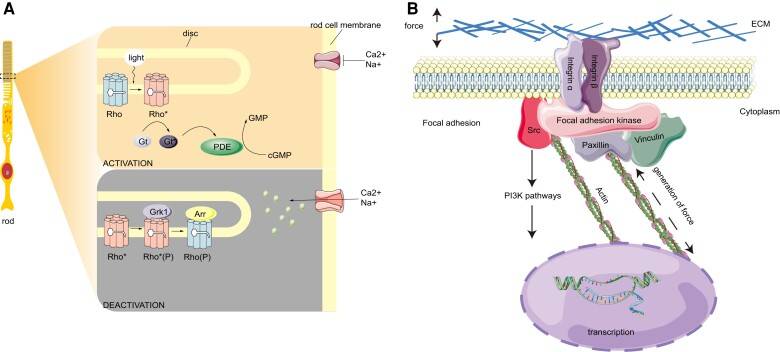 A
rod cell membrane
disc
light
Ca2+
Na+
Rho
Rho*
GMP
Gt
Gt*
PDE
cGMP
ACTIVATION
rod
Ca2+
Na+
Grk1
Arr
Rho*
Rho*(P)
Rho(P)
DEACTIVATION
B
force
ECM
Integrin α
Integrin β
Cytoplasm
Focal adhesion
Src
Focal adhesion kinase
Paxillin
Vinculin
PI3K pathways
Actin
generation of force
transcription